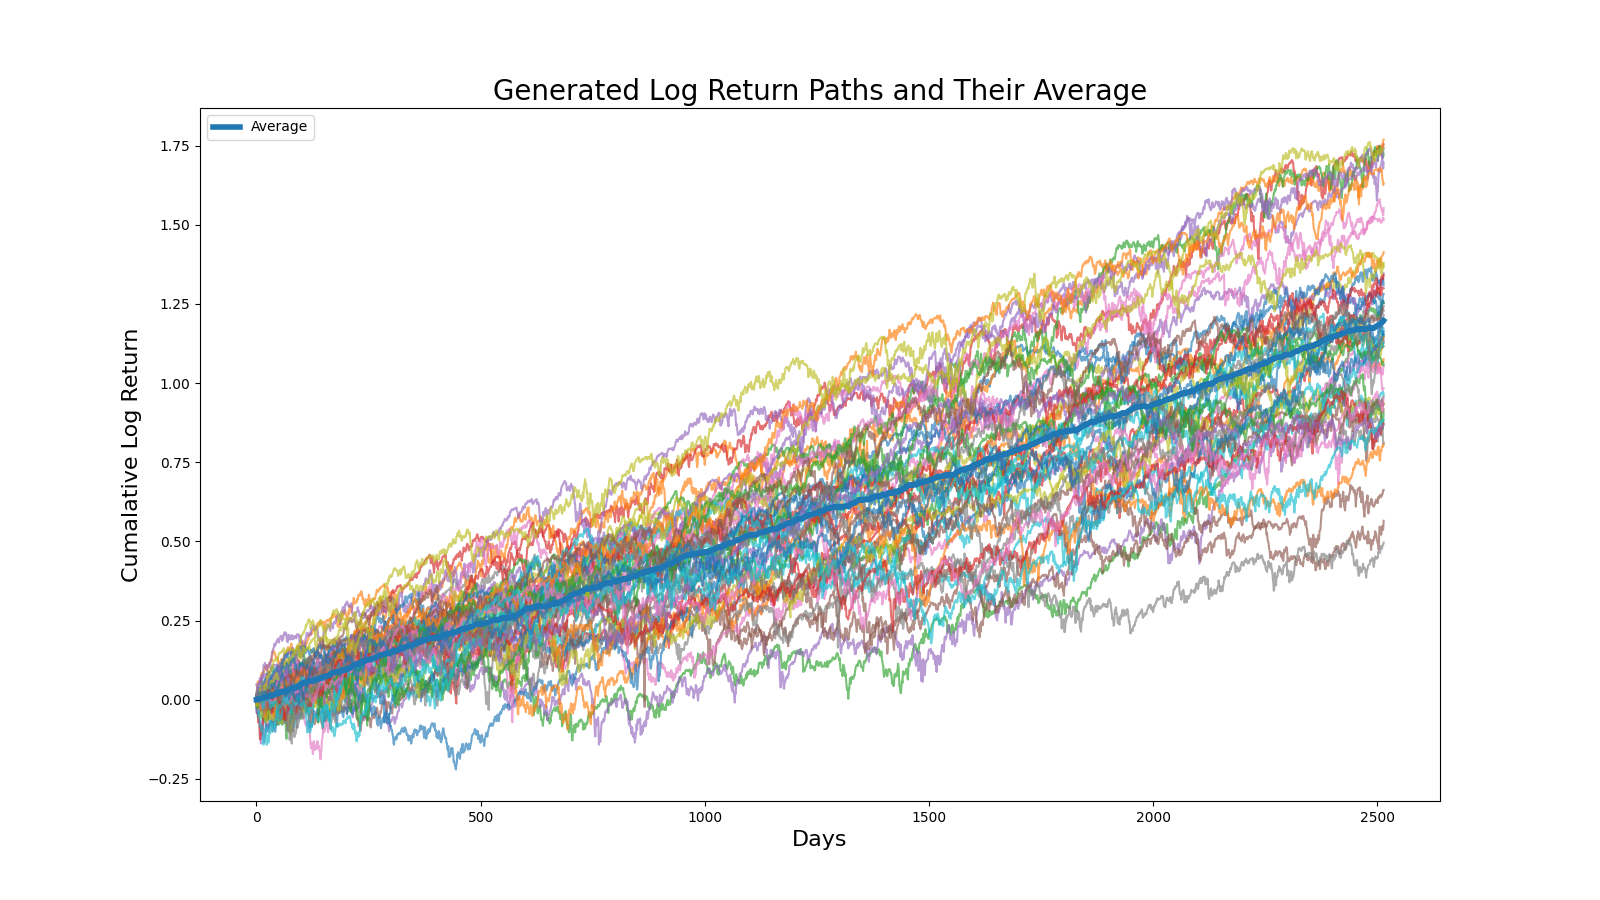 Generated Log Return Paths and Their Average
Average
1.75
1.50
1.25
1.00
0.75
0.50
0.25
0.00
−0.25
Cumalative Log Return
0 500 1000 1500 2000 2500
Days